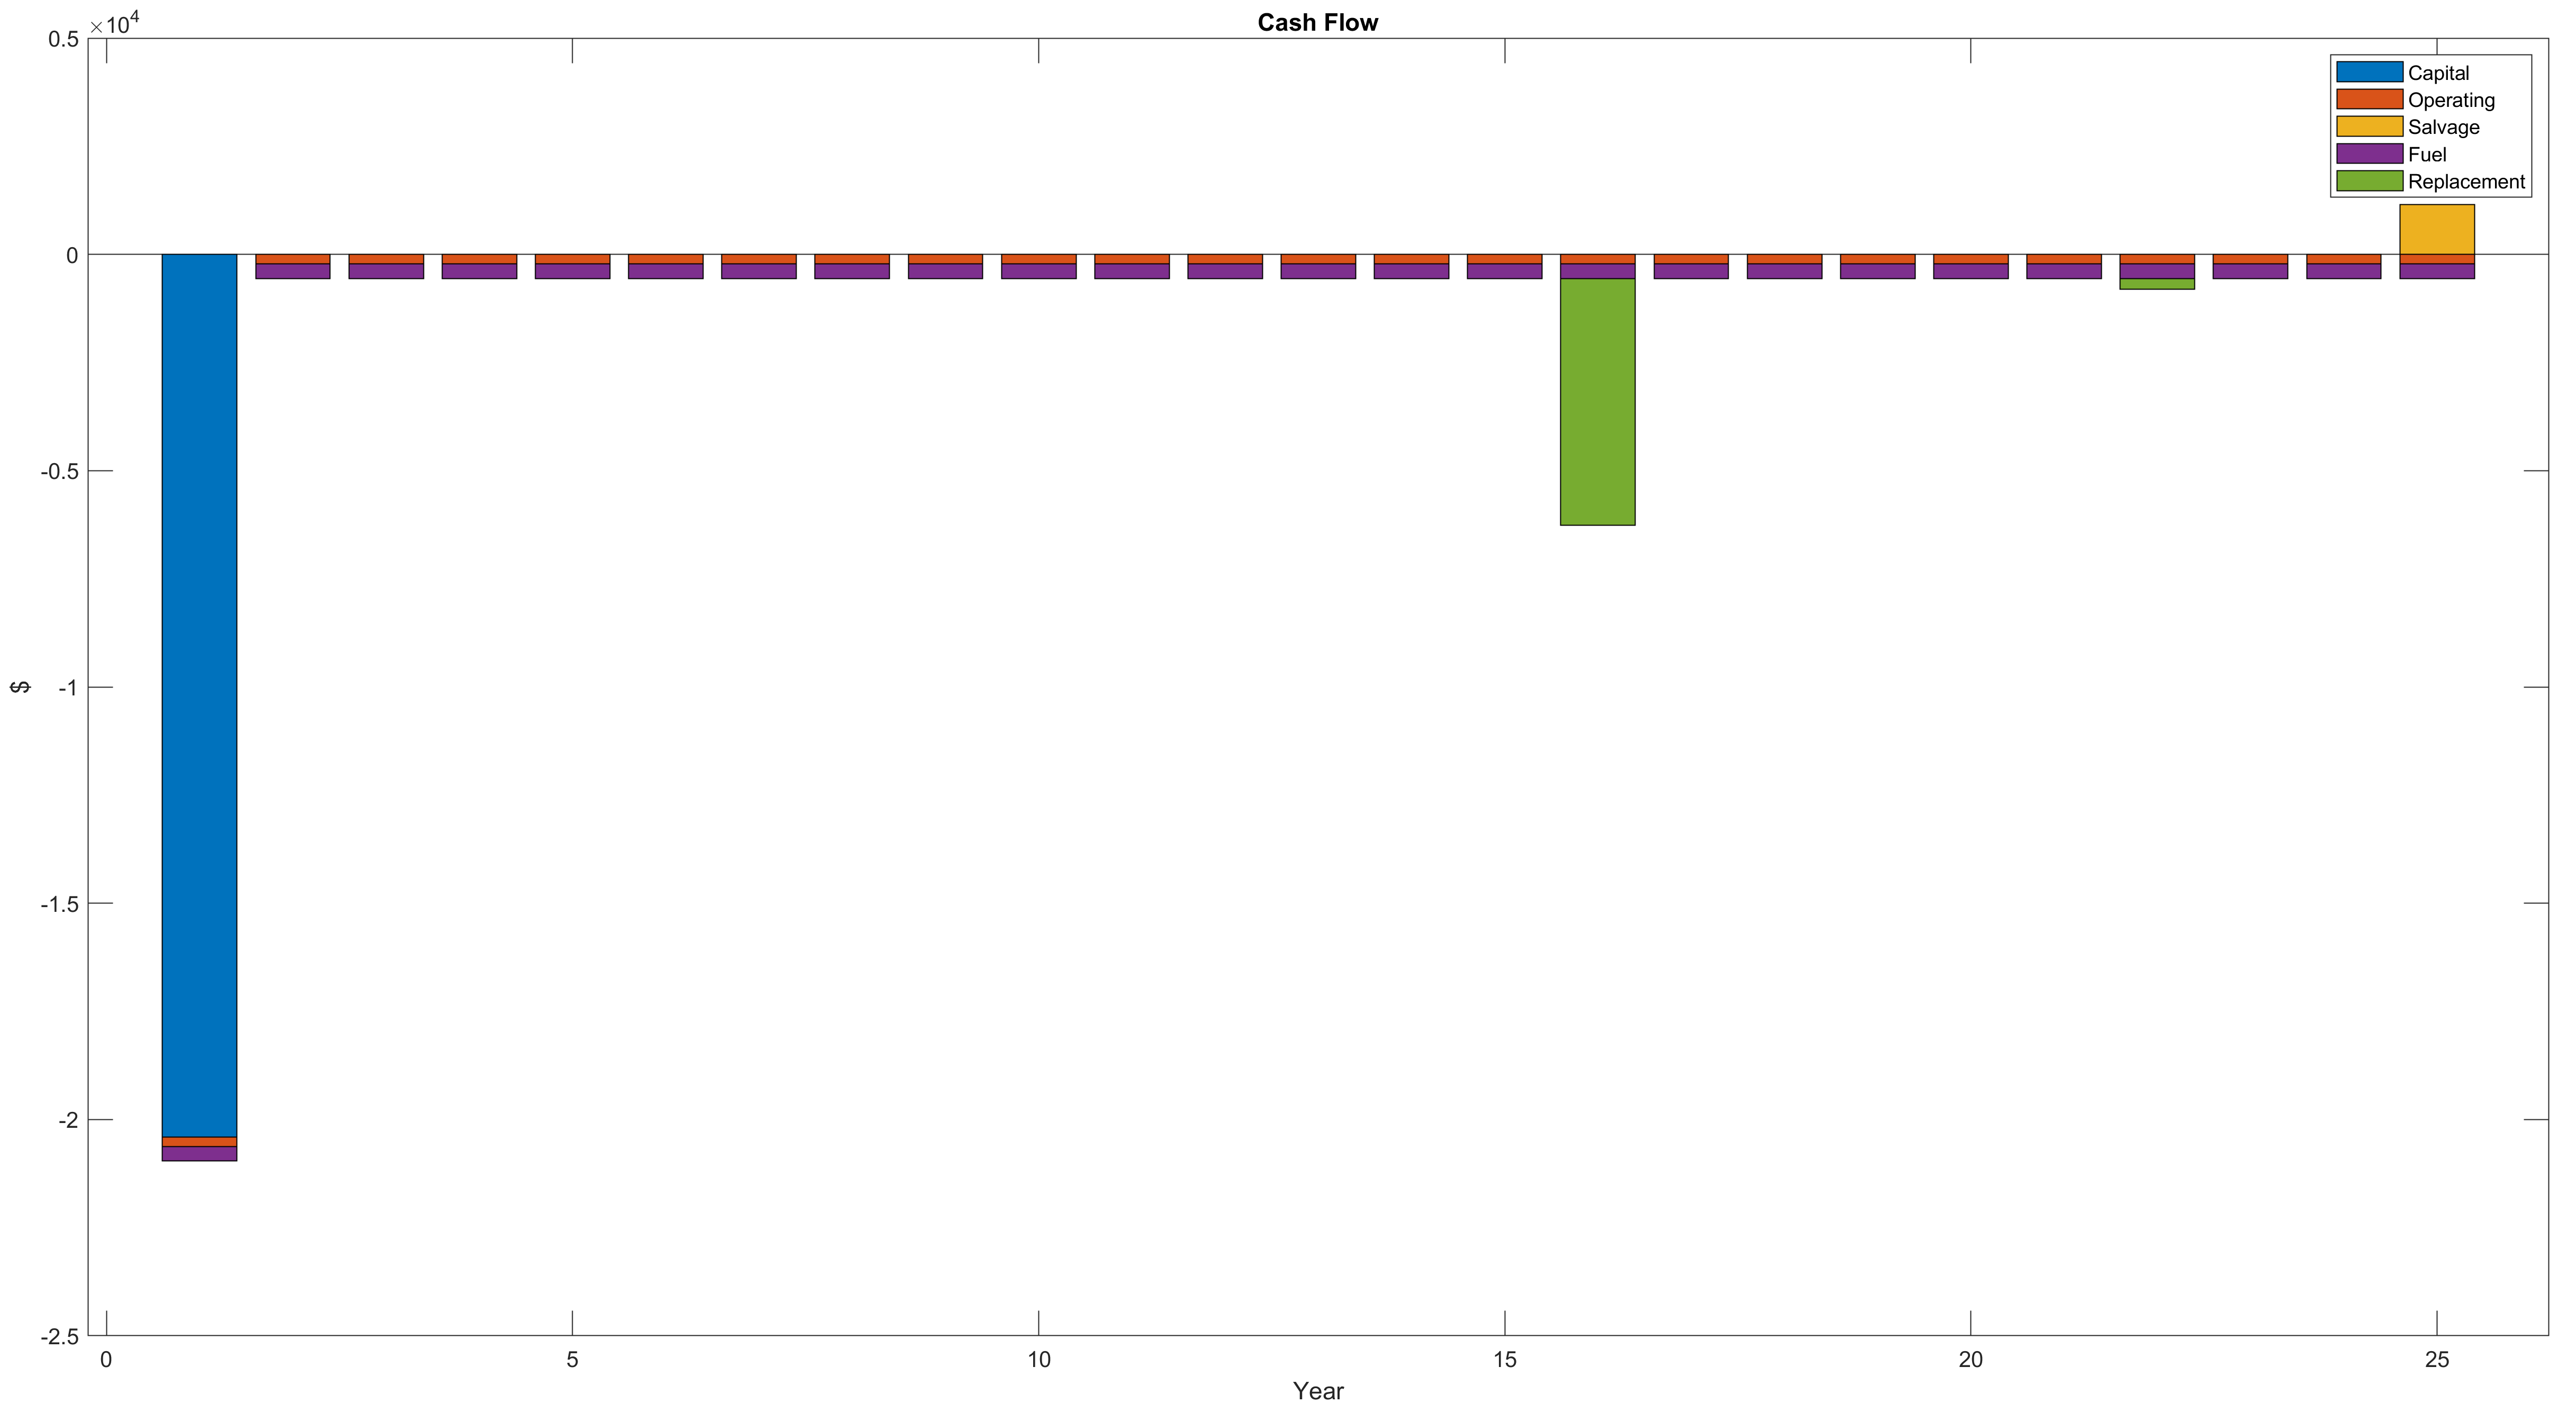 Cash Flow
×10⁴
0.5
0
-0.5
-1
-1.5
-2
-2.5
$
0 5 10 15 20 25
Year
Capital
Operating
Salvage
Fuel
Replacement